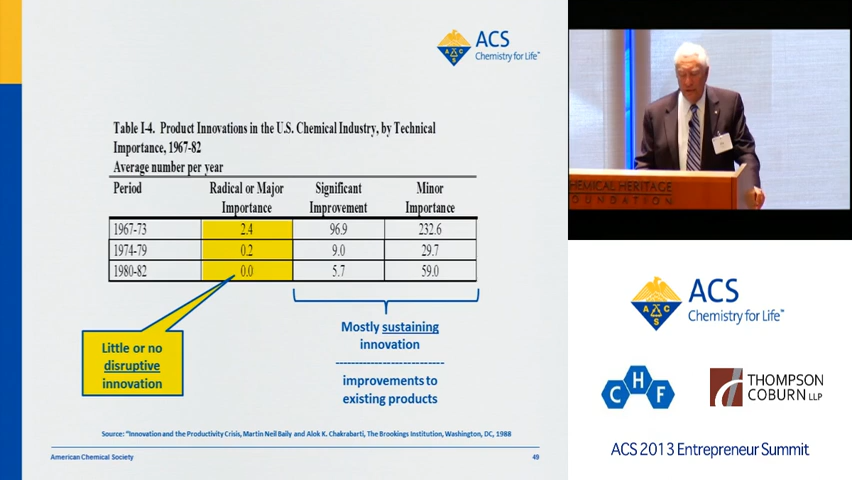 ACS
Chemistry for Life™
Table I-4. Product Innovations in the U.S. Chemical Industry, by Technical
Importance, 1967-82
Average number per year
Period Radical or Major Importance Significant Improvement Minor Importance
1967-73 2.4 96.9 232.6
1974-79 0.2 9.0 29.7
1980-82 0.0 5.7 59.0
Little or no
disruptive
innovation
Mostly sustaining
innovation
improvements to
existing products
Source: "Innovation and the Productivity Crisis, Martin Neil Baily and Alok K. Chakrabarti, The Brookings Institution, Washington, DC, 1988
American Chemical Society 49
CHEMICAL HERITAGE
FOUNDATION
ACS
Chemistry for Life™
CHF
THOMPSON
COBURN LLP
ACS 2013 Entrepreneur Summit